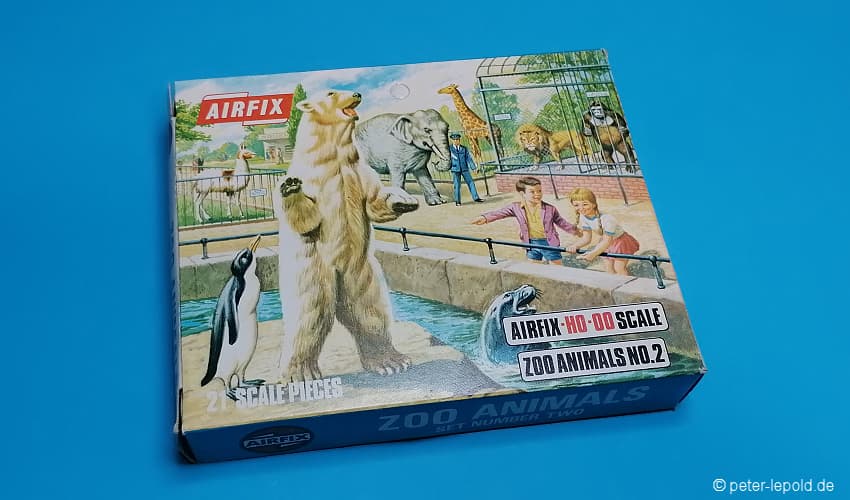 AIRFIX
AIRFIX-HO-OO SCALE
ZOO ANIMALS NO.2
21 SCALE PIECES
ZOO ANIMALS
SET NUMBER TWO
AIRFIX
© peter-lepold.de